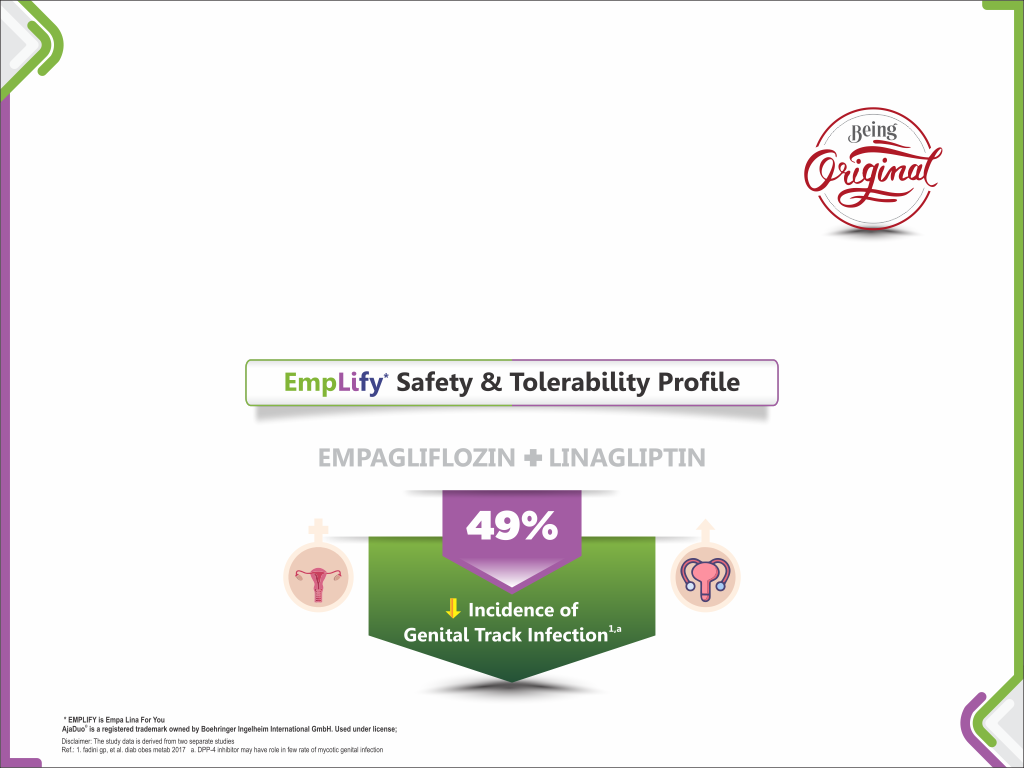 Being
Original
EmpLify* Safety & Tolerability Profile
EMPAGLIFLOZIN + LINAGLIPTIN
49%
Incidence of
Genital Track Infection1,a
* EMPLIFY is Empa Lina For You
AjaDuo® is a registered trademark owned by Boehringer Ingelheim International GmbH. Used under license;
Disclaimer: The study data is derived from two separate studies
Ref.: 1. fadini gp, et al. diab obes metab 2017 a. DPP-4 inhibitor may have role in few rate of mycotic genital infection